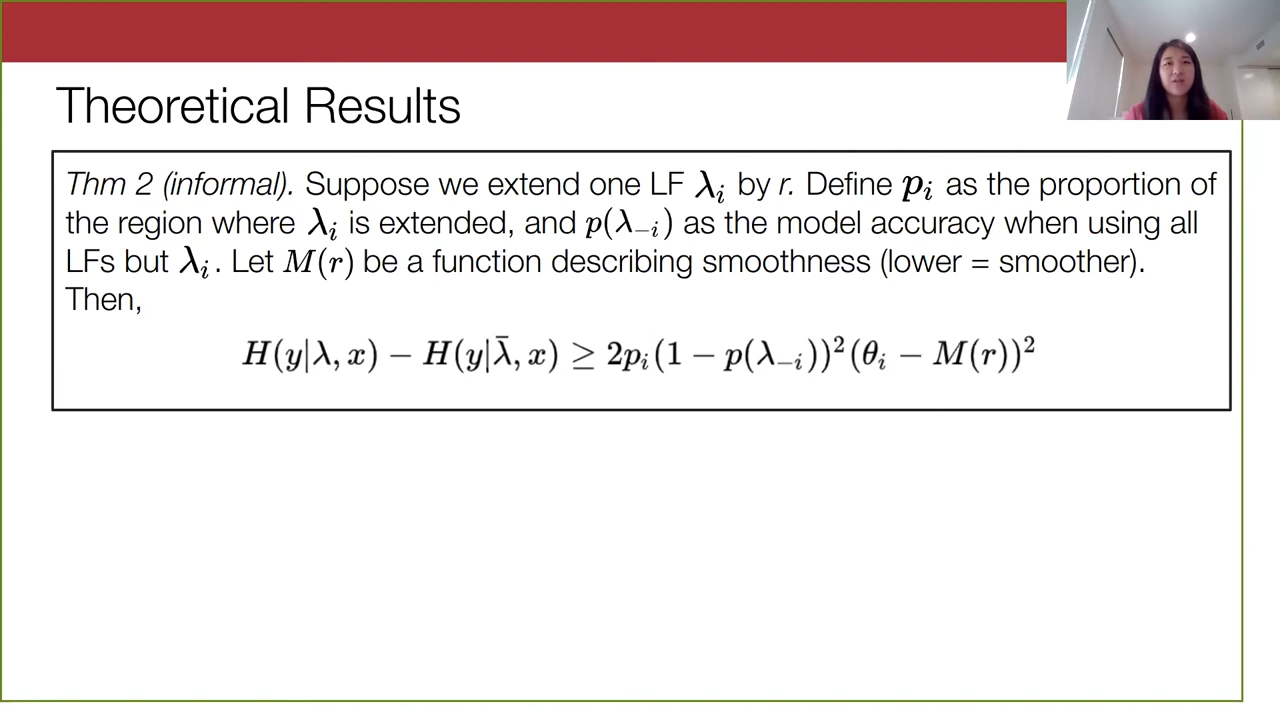 Theoretical Results
Thm 2 (informal). Suppose we extend one LF λᵢ by r. Define pᵢ as the proportion of
the region where λᵢ is extended, and p(λ₋ᵢ) as the model accuracy when using all
LFs but λᵢ. Let M(r) be a function describing smoothness (lower = smoother).
Then,
H(y|λ, x) − H(y|λ̄, x) ≥ 2pᵢ(1 − p(λ₋ᵢ))²(θᵢ − M(r))²